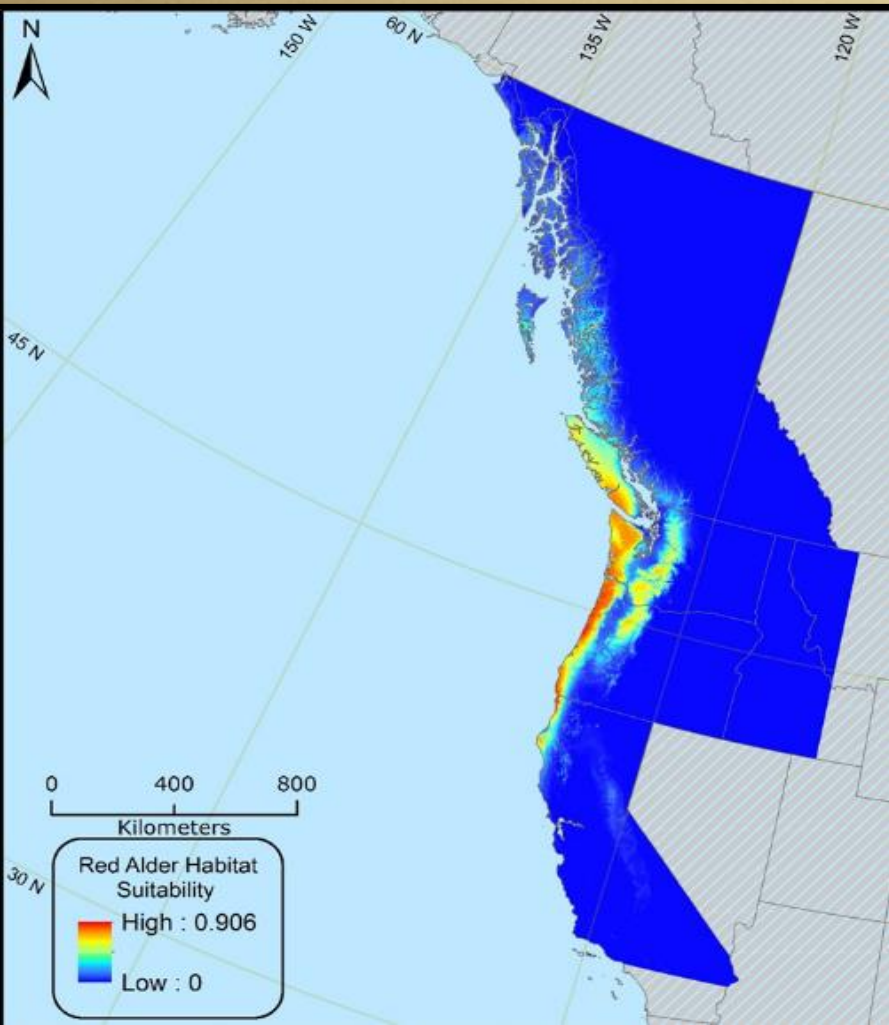 N
150 W
60 N
135 W
120 W
45 N
0 400 800
Kilometers
30 N
Red Alder Habitat
Suitability
High : 0.906
Low : 0